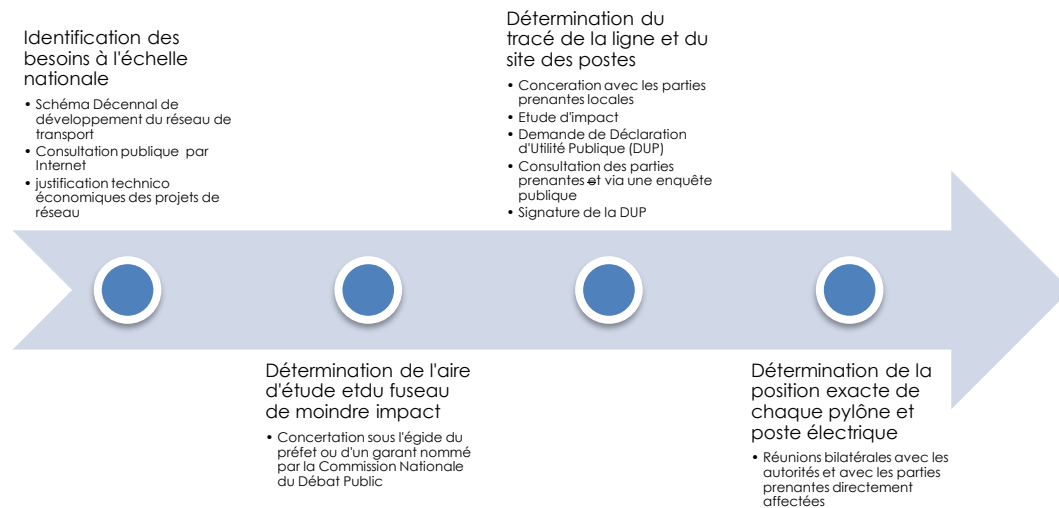 Identification des
besoins à l'échelle
nationale
• Schéma Décennal de
développement du réseau de
transport
• Consultation publique par
Internet
• justification technico
économiques des projets de
réseau
Détermination de l'aire
d'étude etdu fuseau
de moindre impact
• Concertation sous l'égide du
préfet ou d'un garant nommé
par la Commission Nationale
du Débat Public
Détermination du
tracé de la ligne et du
site des postes
• Conceration avec les parties
prenantes locales
• Etude d'impact
• Demande de Déclaration
d'Utilité Publique (DUP)
• Consultation des parties
prenantes et via une enquête
publique
• Signature de la DUP
Détermination de la
position exacte de
chaque pylône et
poste électrique
• Réunions bilatérales avec les
autorités et avec les parties
prenantes directement
affectées